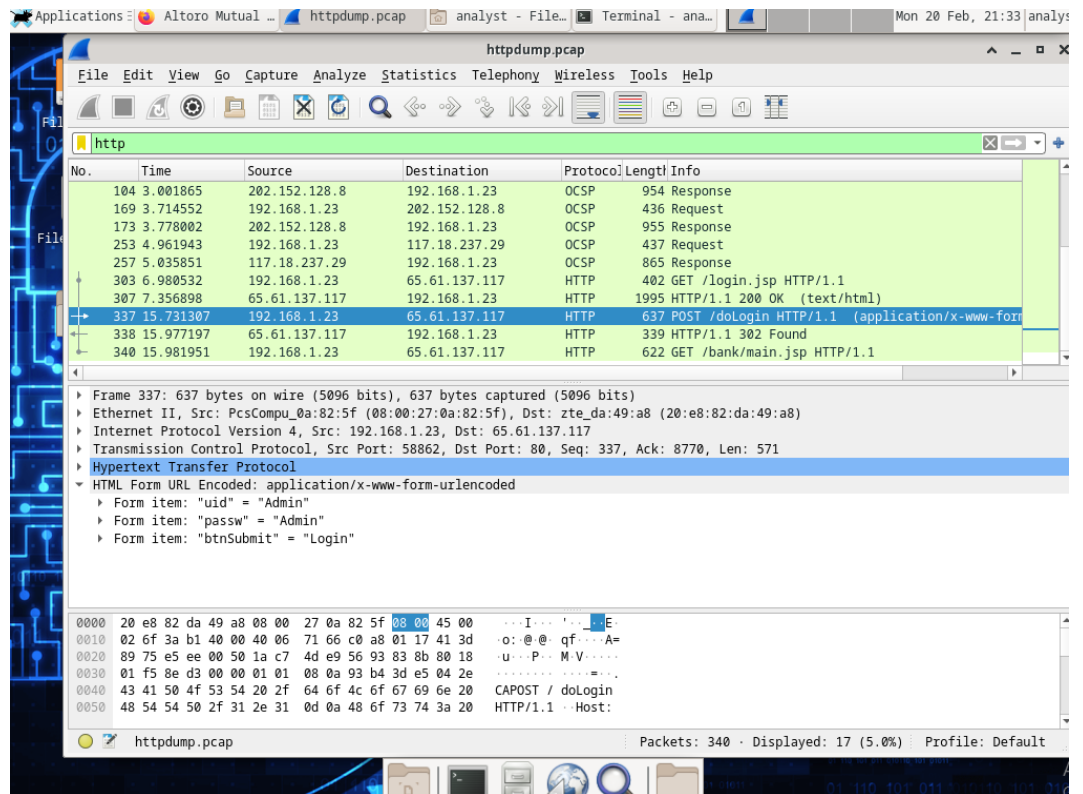 Applications Altoro Mutual - ... httpdump.pcap analyst - File... Terminal - ana... Mon 20 Feb, 21:33 analys
httpdump.pcap
File Edit View Go Capture Analyze Statistics Telephony Wireless Tools Help
http
No. Time Source Destination Protocol Length Info
104 3.001865 202.152.128.8 192.168.1.23 OCSP 954 Response
169 3.714552 192.168.1.23 202.152.128.8 OCSP 436 Request
173 3.778002 202.152.128.8 192.168.1.23 OCSP 955 Response
253 4.961943 192.168.1.23 117.18.237.29 OCSP 437 Request
257 5.035851 117.18.237.29 192.168.1.23 OCSP 865 Response
303 6.980532 192.168.1.23 65.61.137.117 HTTP 402 GET /login.jsp HTTP/1.1
307 7.356898 65.61.137.117 192.168.1.23 HTTP 1995 HTTP/1.1 200 OK (text/html)
337 15.731307 192.168.1.23 65.61.137.117 HTTP 637 POST /doLogin HTTP/1.1 (application/x-www-form
338 15.977197 65.61.137.117 192.168.1.23 HTTP 339 HTTP/1.1 302 Found
340 15.981951 192.168.1.23 65.61.137.117 HTTP 622 GET /bank/main.jsp HTTP/1.1
Frame 337: 637 bytes on wire (5096 bits), 637 bytes captured (5096 bits)
Ethernet II, Src: PcsCompu_0a:82:5f (08:00:27:0a:82:5f), Dst: zte_da:49:a8 (20:e8:82:da:49:a8)
Internet Protocol Version 4, Src: 192.168.1.23, Dst: 65.61.137.117
Transmission Control Protocol, Src Port: 58862, Dst Port: 80, Seq: 337, Ack: 8770, Len: 571
Hypertext Transfer Protocol
HTML Form URL Encoded: application/x-www-form-urlencoded
Form item: "uid" = "Admin"
Form item: "passw" = "Admin"
Form item: "btnSubmit" = "Login"
0000 20 e8 82 da 49 a8 08 00 27 0a 82 5f 08 00 45 00 ···I···'··_··E·
0010 02 6f 3a b1 40 00 40 06 71 66 c0 a8 01 17 41 3d ·o:·@·@·qf····A=
0020 89 75 e5 ee 00 50 1a c7 4d e9 56 93 83 8b 80 18 ·u···P··M·V·····
0030 01 f5 8e d3 00 00 01 01 08 0a 93 b4 3d e5 04 2e ············=··.
0040 43 41 50 4f 53 54 20 2f 64 6f 4c 6f 67 69 6e 20 CAPOST / doLogin
0050 48 54 54 50 2f 31 2e 31 0d 0a 48 6f 73 74 3a 20 HTTP/1.1 ··Host:
httpdump.pcap Packets: 340 · Displayed: 17 (5.0%) Profile: Default